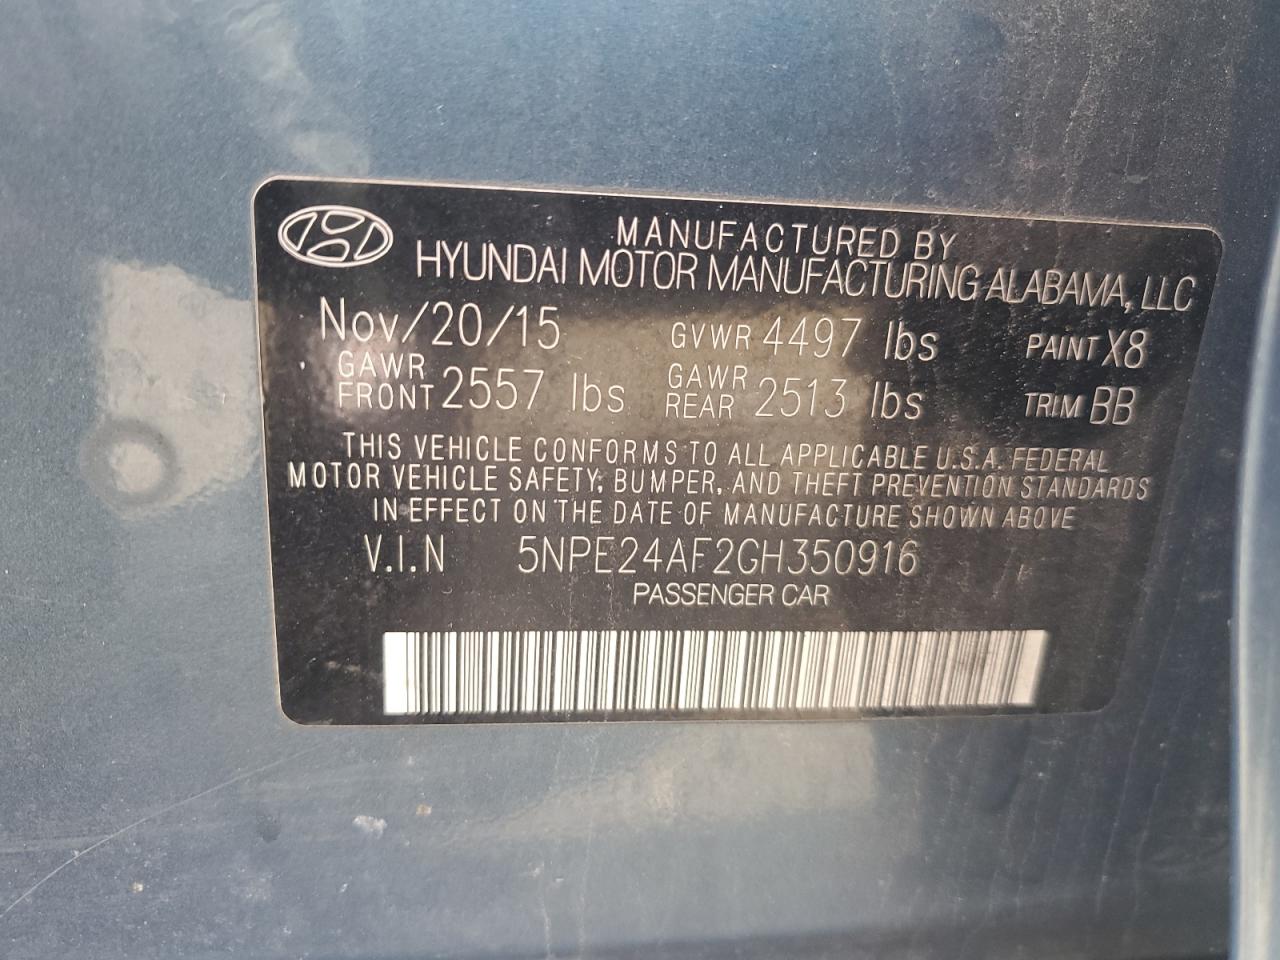 MANUFACTURED BY
HYUNDAI MOTOR MANUFACTURING ALABAMA, LLC
Nov/20/15 GVWR 4497 lbs PAINT X8
GAWR FRONT 2557 lbs GAWR REAR 2513 lbs TRIM BB
THIS VEHICLE CONFORMS TO ALL APPLICABLE U.S.A. FEDERAL
MOTOR VEHICLE SAFETY, BUMPER, AND THEFT PREVENTION STANDARDS
IN EFFECT ON THE DATE OF MANUFACTURE SHOWN ABOVE
V.I.N 5NPE24AF2GH350916
PASSENGER CAR